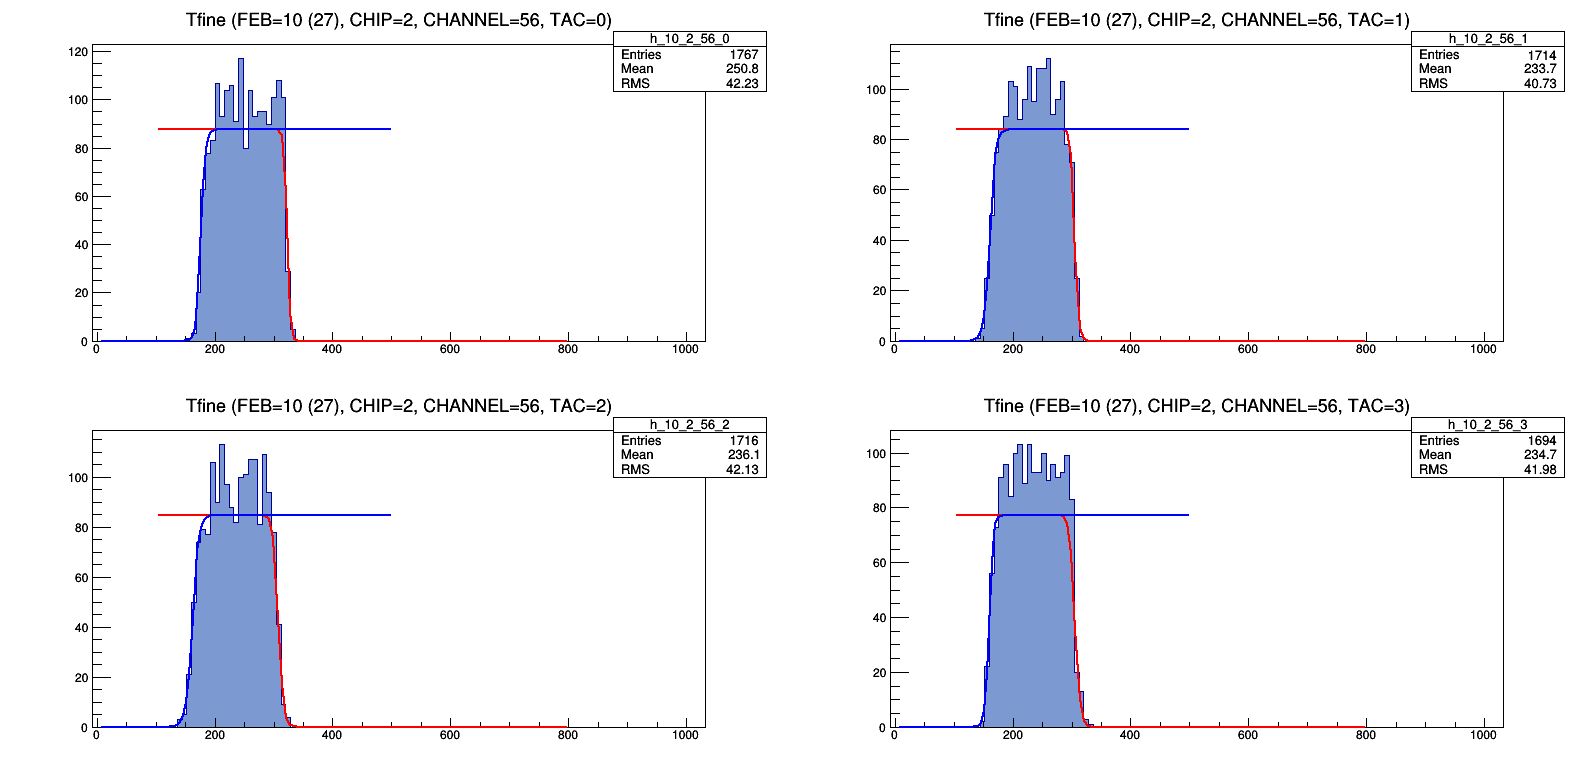 Tfine (FEB=10 (27), CHIP=2, CHANNEL=56, TAC=0)
h_10_2_56_0
Entries 1767
Mean 250.8
RMS 42.23
120
100
80
60
40
20
0
0 200 400 600 800 1000
Tfine (FEB=10 (27), CHIP=2, CHANNEL=56, TAC=1)
h_10_2_56_1
Entries 1714
Mean 233.7
RMS 40.73
100
80
60
40
20
0
0 200 400 600 800 1000
Tfine (FEB=10 (27), CHIP=2, CHANNEL=56, TAC=2)
h_10_2_56_2
Entries 1716
Mean 236.1
RMS 42.13
100
80
60
40
20
0
0 200 400 600 800 1000
Tfine (FEB=10 (27), CHIP=2, CHANNEL=56, TAC=3)
h_10_2_56_3
Entries 1694
Mean 234.7
RMS 41.98
100
80
60
40
20
0
0 200 400 600 800 1000